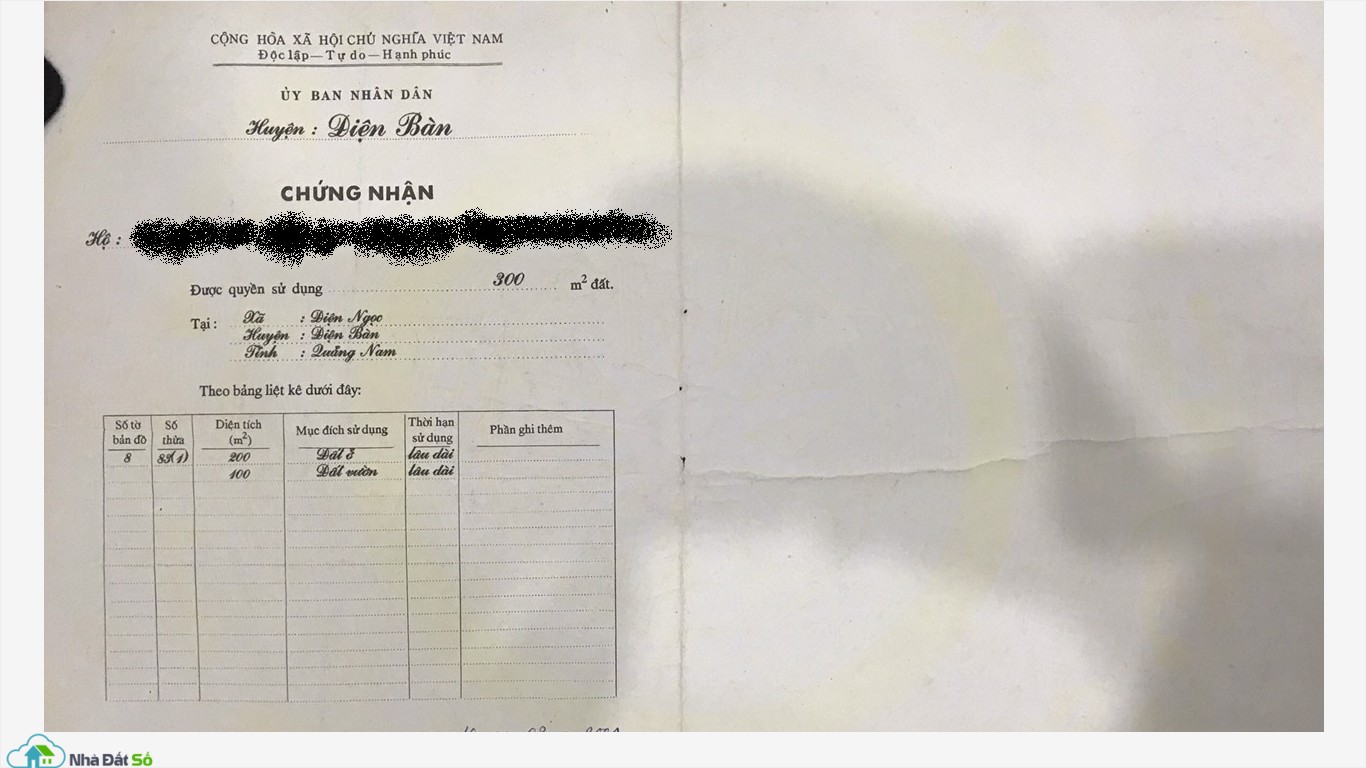 CỘNG HÒA XÃ HỘI CHỦ NGHĨA VIỆT NAM
Độc lập — Tự do — Hạnh phúc
ỦY BAN NHÂN DÂN
Huyện : Điện Bàn
CHỨNG NHẬN
Hộ :
Được quyền sử dụng 300 m² đất.
Tại : Xã : Điện Ngọc
Huyện : Điện Bàn
Tỉnh : Quảng Nam
Theo bảng liệt kê dưới đây:
Số tờ bản đồ Số thửa Diện tích (m²) Mục đích sử dụng Thời hạn sử dụng Phần ghi thêm
8 83(1) 200 Đất ở lâu dài
100 Đất vườn lâu dài
Nhà Đất Số